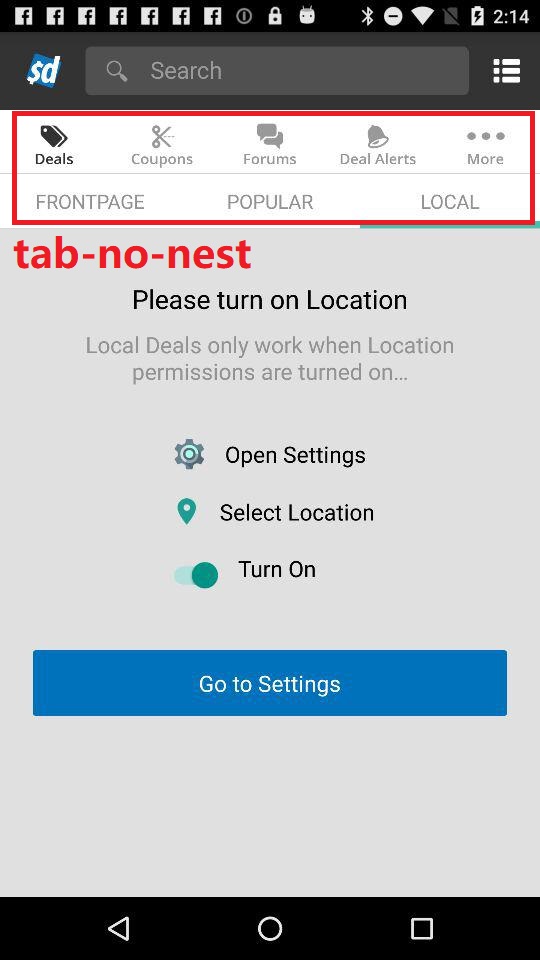 2:14
$d
Search
Deals Coupons Forums Deal Alerts More
FRONTPAGE POPULAR LOCAL
tab-no-nest
Please turn on Location
Local Deals only work when Location
permissions are turned on...
Open Settings
Select Location
Turn On
Go to Settings